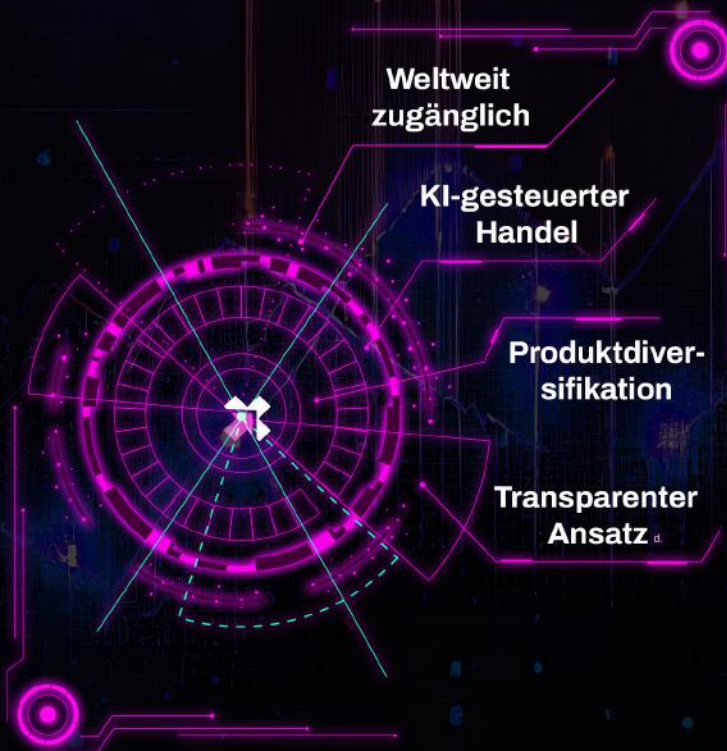 Weltweit
zugänglich
KI-gesteuerter
Handel
Produktdiver-
sifikation
Transparenter
Ansatz d.